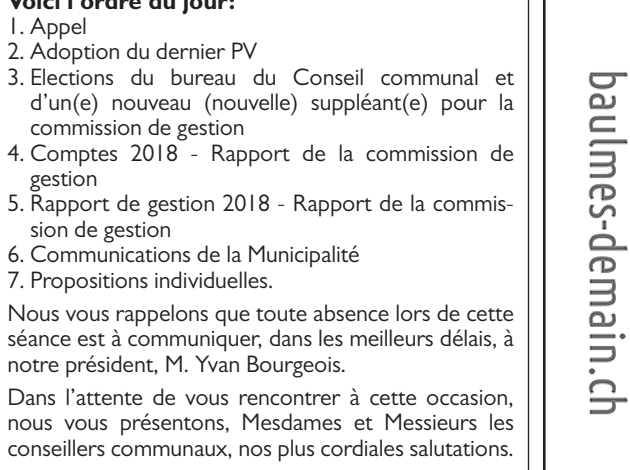 Voici l'ordre du jour:
1. Appel
2. Adoption du dernier PV
3. Elections du bureau du Conseil communal et
d'un(e) nouveau (nouvelle) suppléant(e) pour la
commission de gestion
4. Comptes 2018 - Rapport de la commission de
gestion
5. Rapport de gestion 2018 - Rapport de la commis-
sion de gestion
6. Communications de la Municipalité
7. Propositions individuelles.
Nous vous rappelons que toute absence lors de cette
séance est à communiquer, dans les meilleurs délais, à
notre président, M. Yvan Bourgeois.
Dans l'attente de vous rencontrer à cette occasion,
nous vous présentons, Mesdames et Messieurs les
conseillers communaux, nos plus cordiales salutations.
baulmes-demain.ch